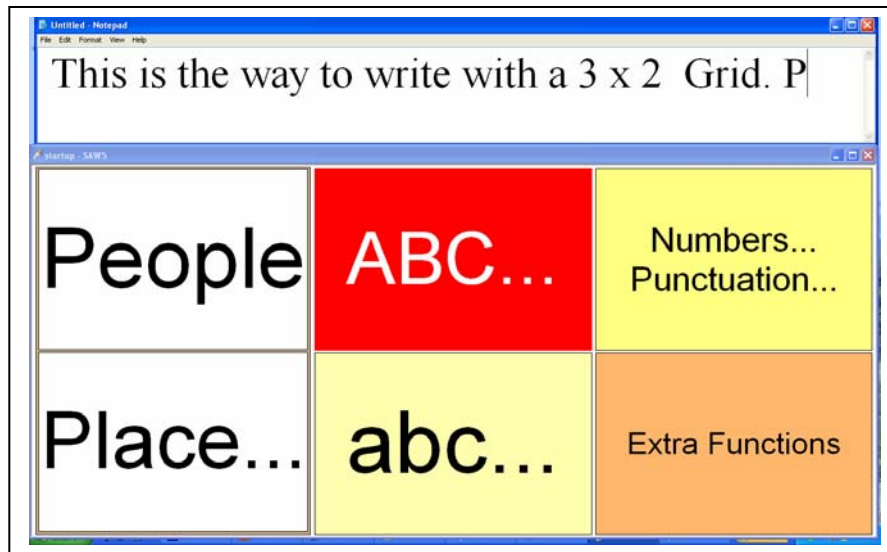 Untitled - Notepad
File Edit Format View Help
This is the way to write with a 3 x 2 Grid. P
startup - SAW5
People
ABC...
Numbers...
Punctuation...
Place...
abc...
Extra Functions